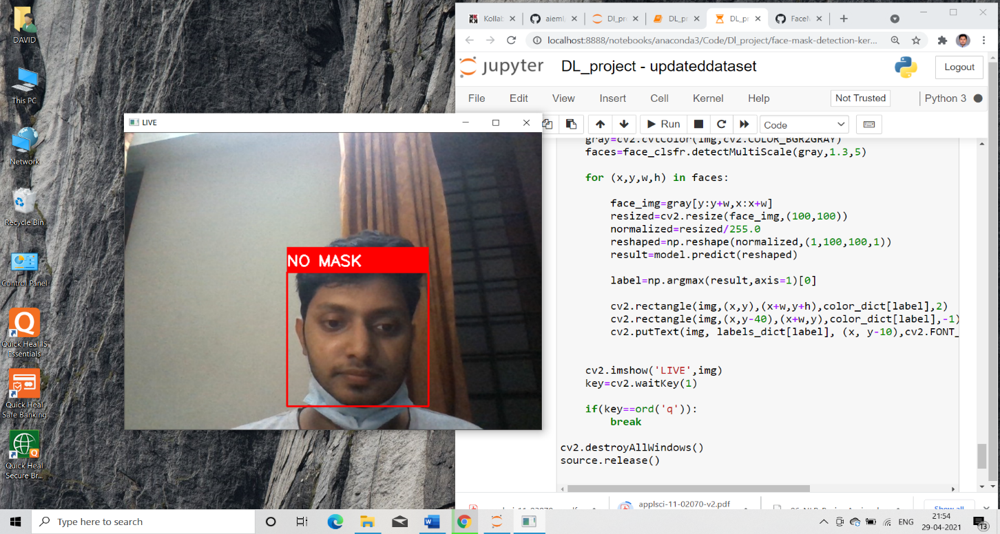 DAVID
This PC
Network
Recycle Bin
Control Panel
Quick Heal IS
Essentials
Quick Heal
Safe Banking
Quick Heal
Secure Br...
LIVE
NO MASK
Kollab
aieml
Dl_pro
DL_pr
DL_pr
FaceM
localhost:8888/notebooks/anaconda3/Code/Dl_project/face-mask-detection-ker...
jupyter DL_project - updateddataset
Logout
File Edit View Insert Cell Kernel Help
Not Trusted
Python 3
Run
Code
gray=cv2.cvtColor(img,cv2.COLOR_BGR2GRAY)
faces=face_clsfr.detectMultiScale(gray,1.3,5)
for (x,y,w,h) in faces:
face_img=gray[y:y+w,x:x+w]
resized=cv2.resize(face_img,(100,100))
normalized=resized/255.0
reshaped=np.reshape(normalized,(1,100,100,1))
result=model.predict(reshaped)
label=np.argmax(result,axis=1)[0]
cv2.rectangle(img,(x,y),(x+w,y+h),color_dict[label],2)
cv2.rectangle(img,(x,y-40),(x+w,y),color_dict[label],-1)
cv2.putText(img, labels_dict[label], (x, y-10),cv2.FONT_
cv2.imshow('LIVE',img)
key=cv2.waitKey(1)
if(key==ord('q')):
break
cv2.destroyAllWindows()
source.release()
applsci-11-02070-v2.pdf
Show all
Type here to search
ENG
21:54
29-04-2021
13